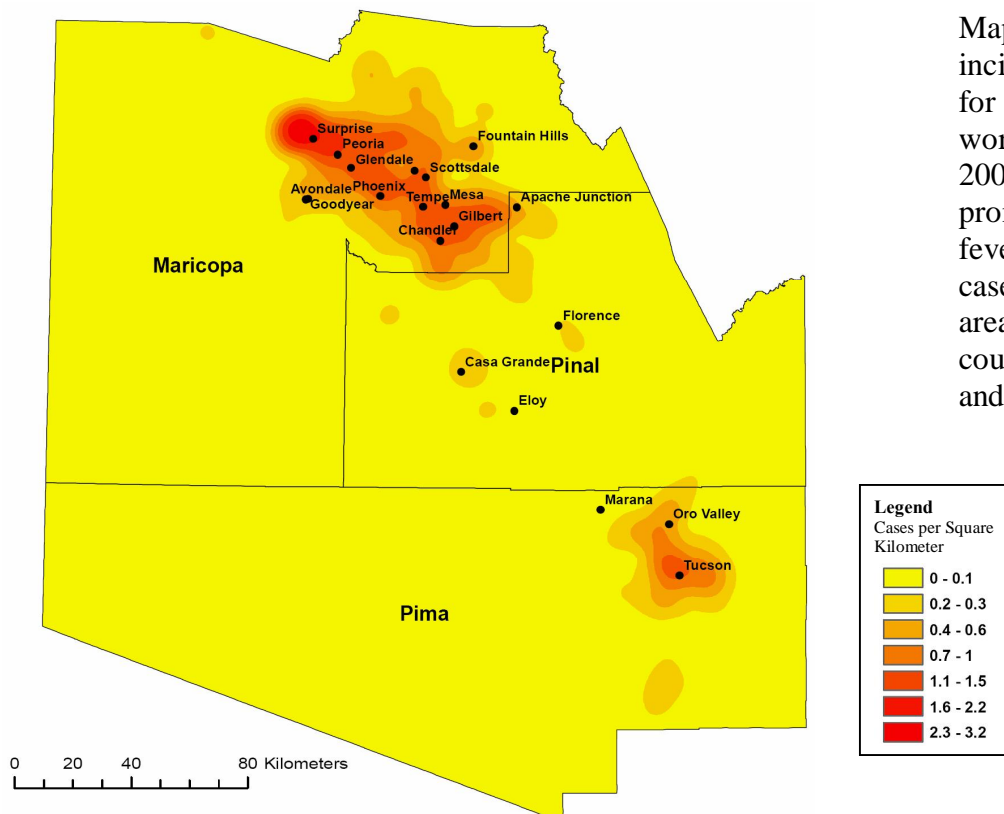 Map
inci
for
wor
200
pro
feve
case
area
cou
and
Surprise
Peoria
Glendale
Fountain Hills
Scottsdale
Avondale Phoenix
Goodyear
Tempe Mesa
Apache Junction
Gilbert
Chandler
Maricopa
Florence
Casa Grande
Pinal
Eloy
Marana
Oro Valley
Tucson
Pima
0 20 40 80 Kilometers
Legend
Cases per Square
Kilometer
0 - 0.1
0.2 - 0.3
0.4 - 0.6
0.7 - 1
1.1 - 1.5
1.6 - 2.2
2.3 - 3.2